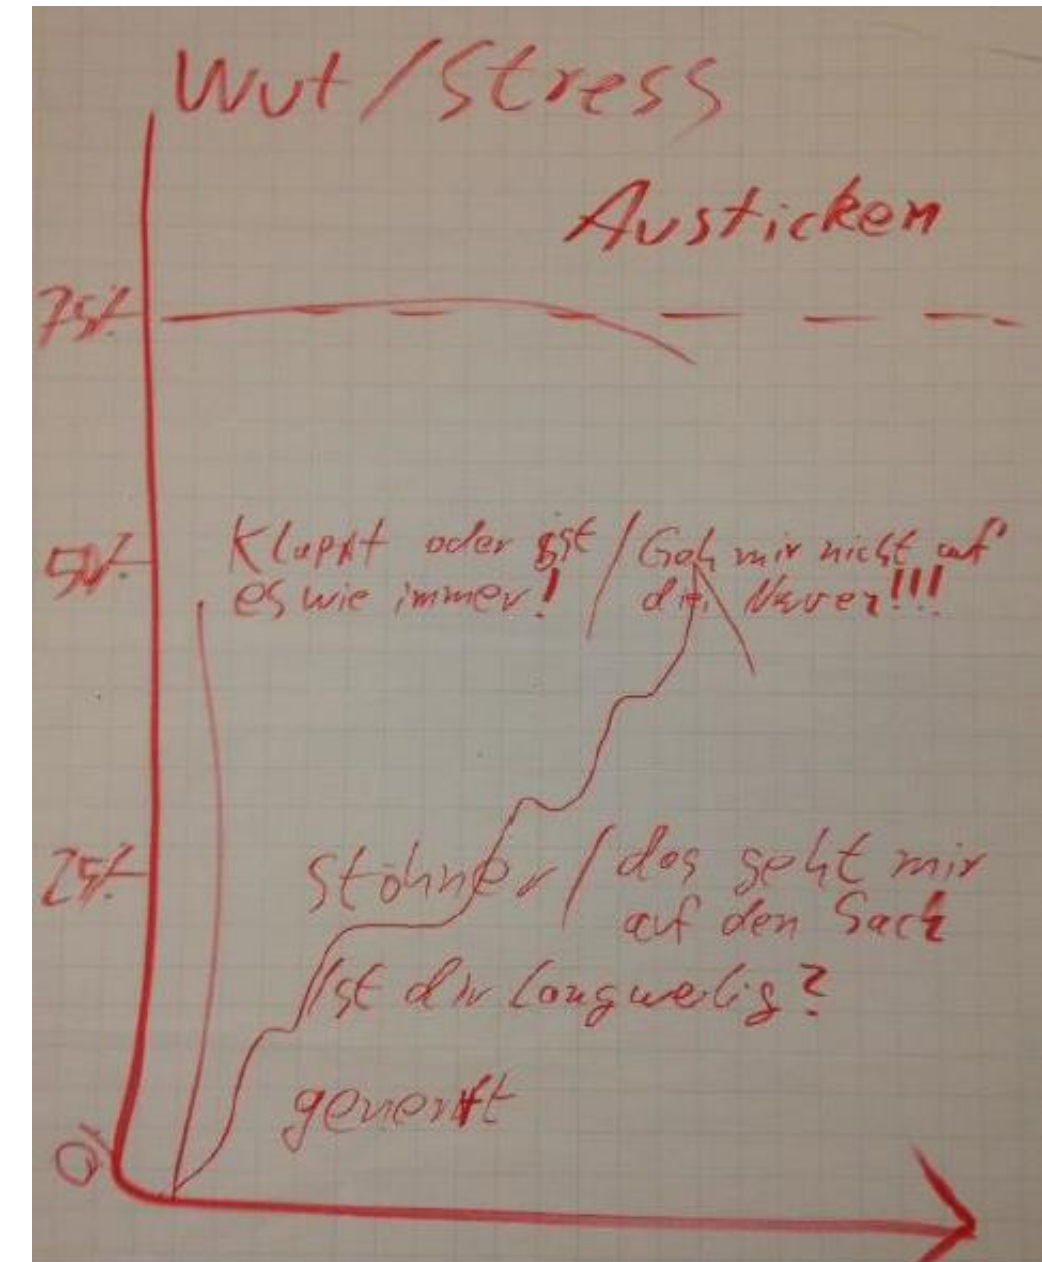 Wut/Stress
Austicken
75%
50%
Klappt oder ist / Geh mir nicht auf
es wie immer! die Nerven!!!
25%
Stöhnen / das geht mir
auf den Sack
Ist dir langweilig?
genervt
0%